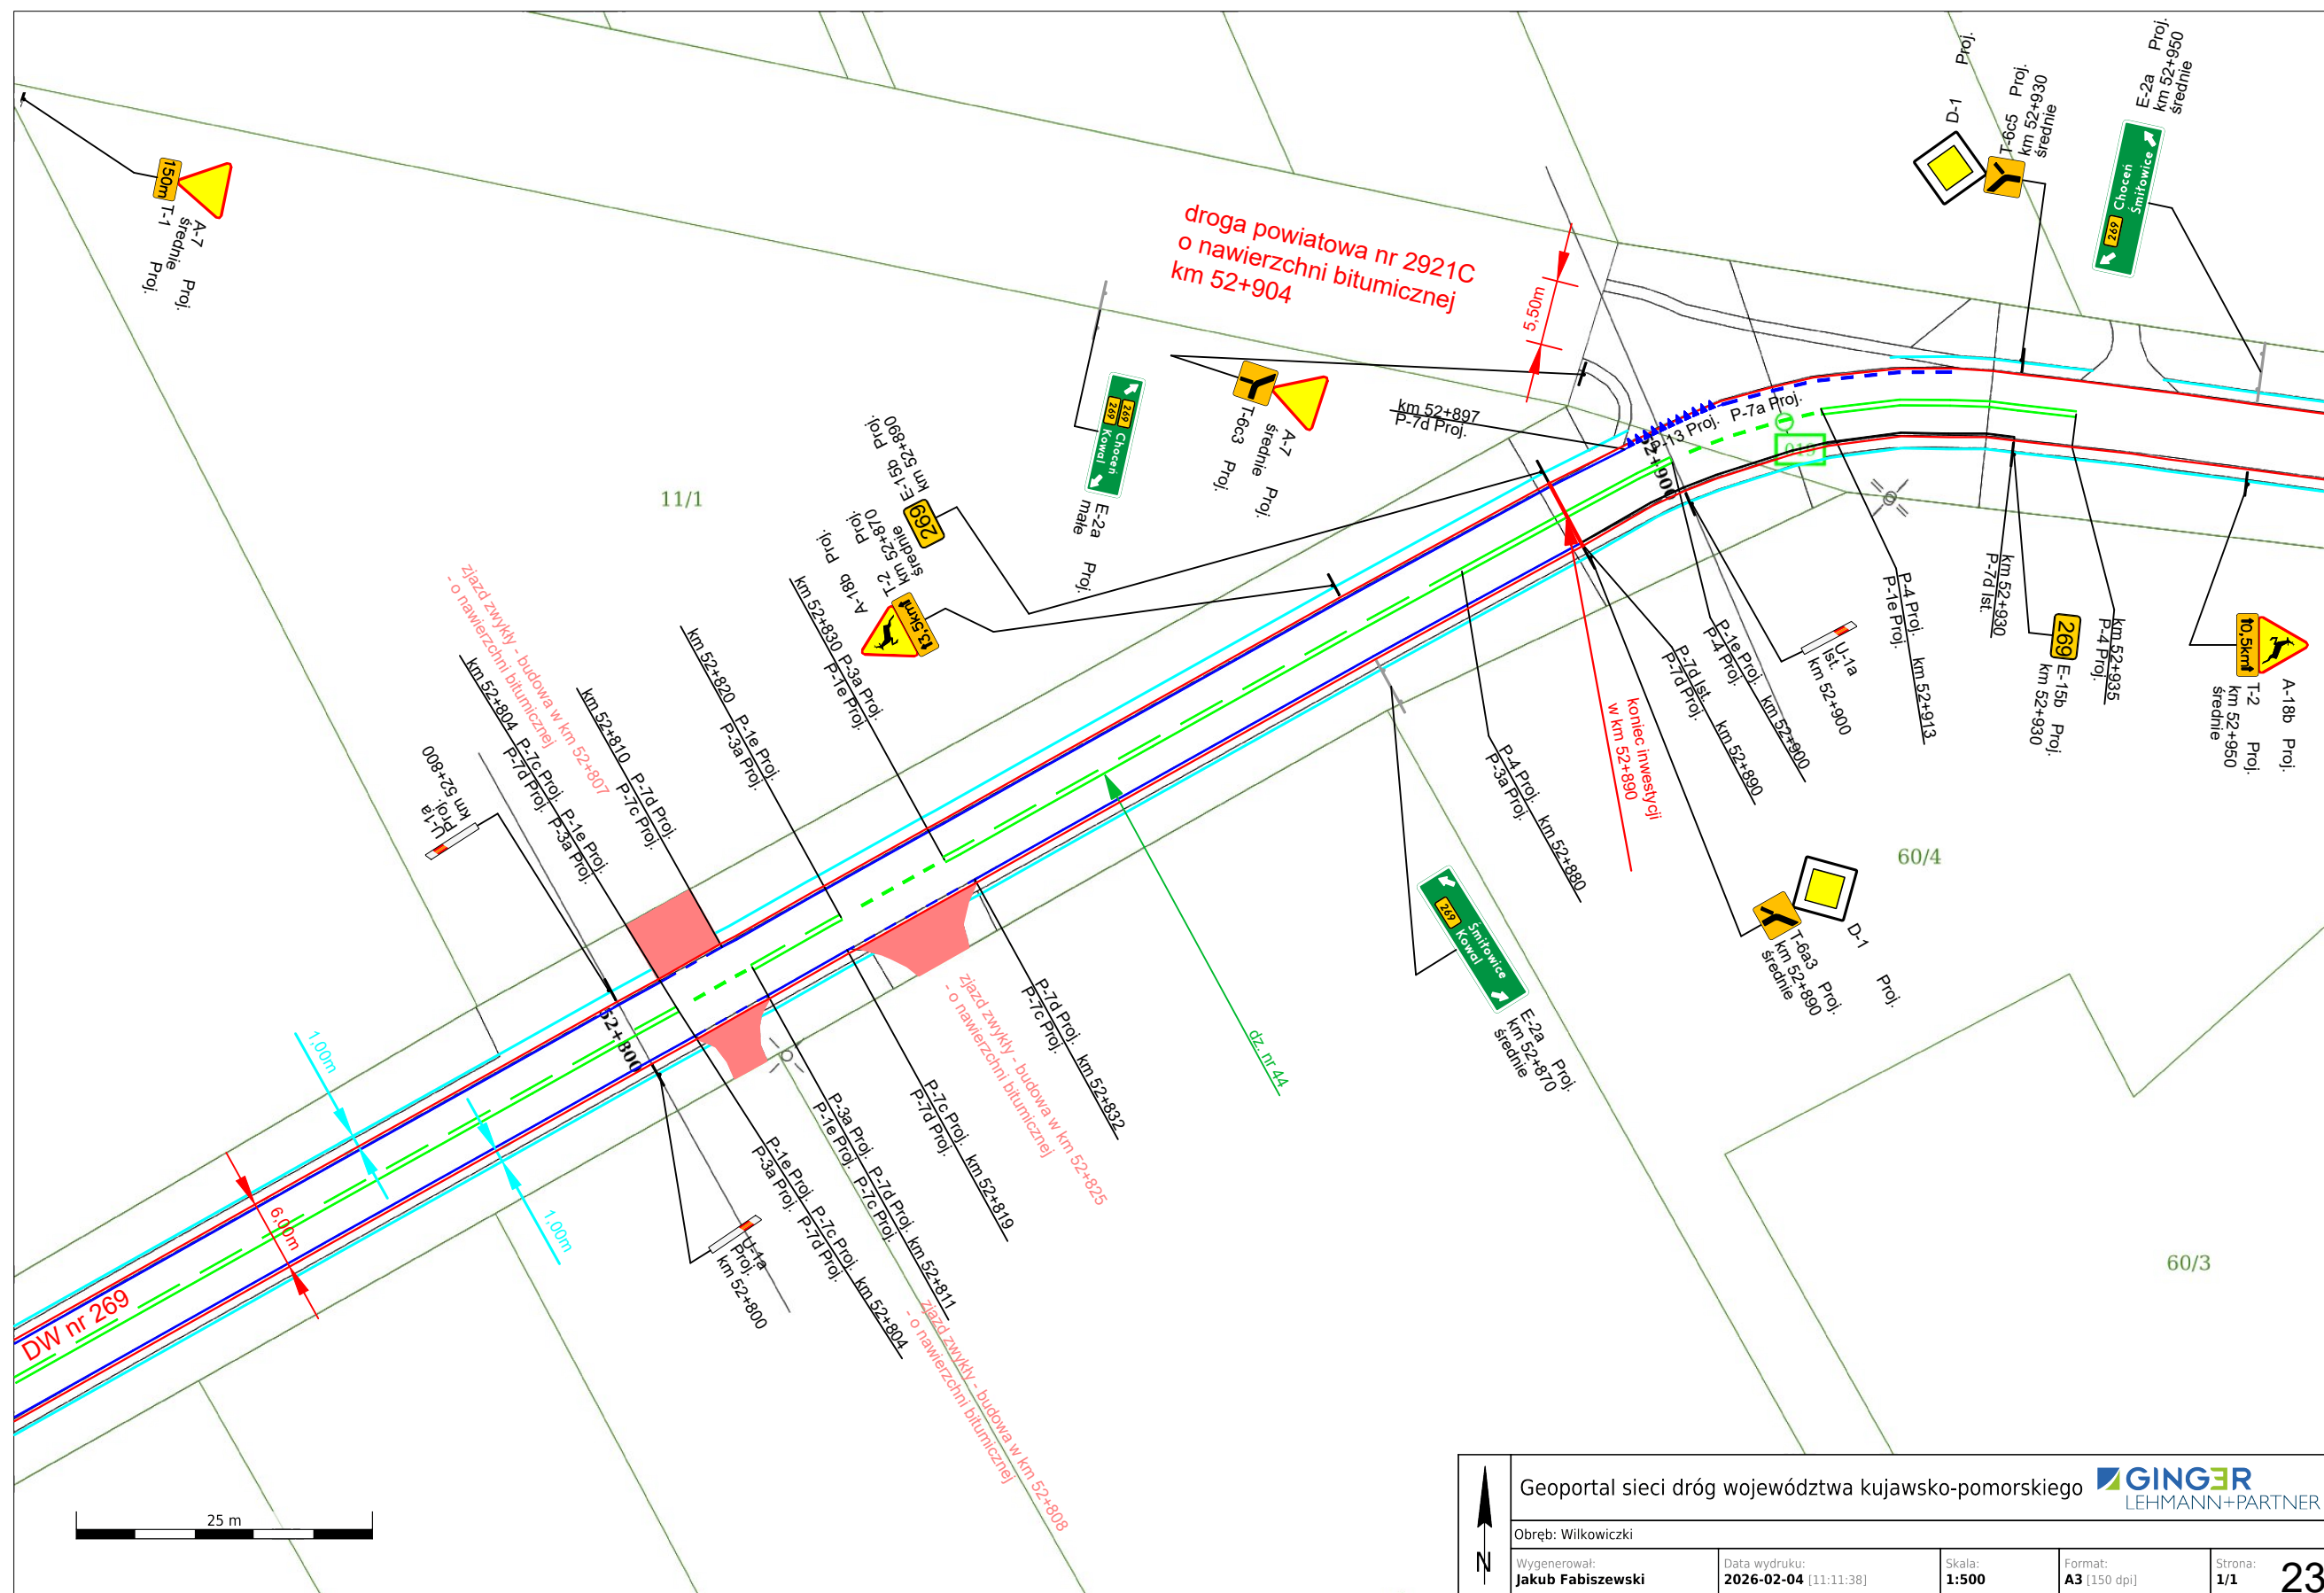 150m
A-7 Proj.
średnie
T-1 Proj.
droga powiatowa nr 2921C
o nawierzchni bitumicznej
km 52+904
5,50m
D-1 Proj.
T-6c5 Proj.
km 52+930
średnie
E-2a Proj.
km 52+950
średnie
Choceń
269 Śmiłowice
269 Choceń
269 Kowal
E-2a Proj.
małe
A-7 Proj.
średnie
T-6c3 Proj.
km 52+897
P-7d Proj.
P-13 Proj.
P-7a Proj.
52+900
269
E-15b Proj.
km 52+890
A-18b Proj.
T-2 Proj.
km 52+870
średnie
3,5km
11/1
zjazd zwykły - budowa w km 52+807
- o nawierzchni bitumicznej
km 52+804 P-7c Proj. P-1e Proj.
P-7d Proj. P-3a Proj.
km 52+810 P-7d Proj.
P-7c Proj.
km 52+820 P-1e Proj.
P-3a Proj.
km 52+830 P-3a Proj.
P-1e Proj.
U-1a
Proj.
km 52+800
52+800
P-4 Proj. km 52+913
P-1e Proj.
km 52+930
P-7d Ist.
269
E-15b Proj.
km 52+930
km 52+935
P-4 Proj.
10,5km
A-18b Proj.
T-2 Proj.
km 52+950
średnie
U-1a
Ist.
km 52+900
P-1e Proj. km 52+900
P-4 Proj.
P-7d Ist. km 52+890
P-7d Proj.
koniec inwestycji
w km 52+890
P-4 Proj. km 52+880
P-3a Proj.
60/4
D-1 Proj.
T-6a3 Proj.
km 52+890
średnie
Śmiłowice
269 Kowal
E-2a Proj.
km 52+870
średnie
dz. nr 44
P-7d Proj. km 52+832
P-7c Proj.
zjazd zwykły - budowa w km 52+825
- o nawierzchni bitumicznej
P-7c Proj. km 52+819
P-7d Proj.
P-3a Proj. P-7d Proj. km 52+811
P-1e Proj. P-7c Proj.
P-1e Proj. P-7c Proj. km 52+804
P-3a Proj. P-7d Proj.
zjazd zwykły - budowa w km 52+808
- o nawierzchni bitumicznej
U-1a
Proj.
km 52+800
1,00m
1,00m
6,00m
DW nr 269
60/3
25 m
N
Geoportal sieci dróg województwa kujawsko-pomorskiego
GINGER
LEHMANN+PARTNER
Obręb: Wilkowiczki
Wygenerował:
Jakub Fabiszewski
Data wydruku:
2026-02-04 [11:11:38]
Skala:
1:500
Format:
A3 [150 dpi]
Strona:
1/1
23